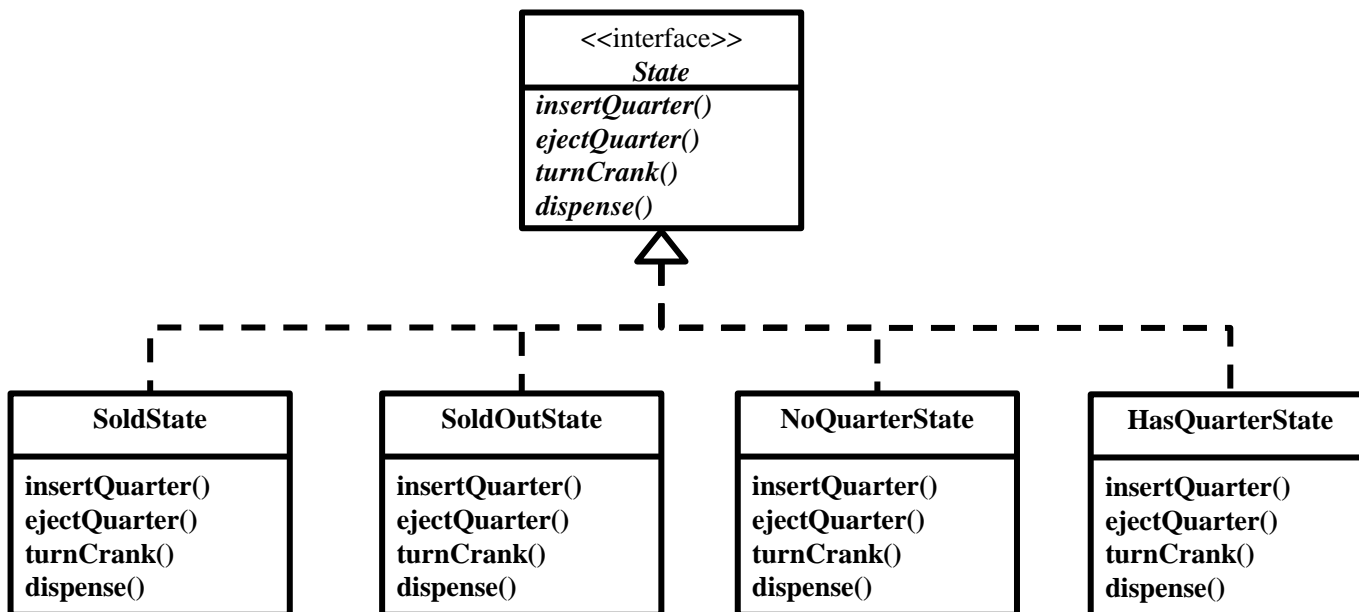 <<interface>>
State
insertQuarter()
ejectQuarter()
turnCrank()
dispense()
SoldState
insertQuarter()
ejectQuarter()
turnCrank()
dispense()
SoldOutState
insertQuarter()
ejectQuarter()
turnCrank()
dispense()
NoQuarterState
insertQuarter()
ejectQuarter()
turnCrank()
dispense()
HasQuarterState
insertQuarter()
ejectQuarter()
turnCrank()
dispense()